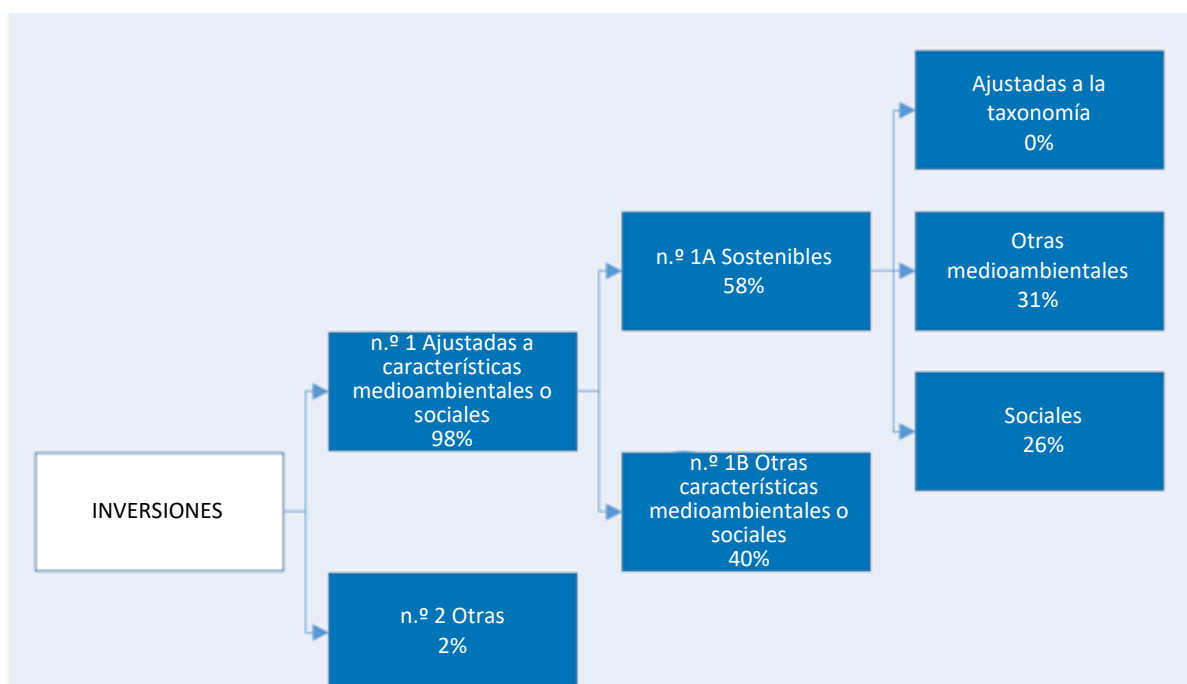 INVERSIONES
n.º 1 Ajustadas a
características
medioambientales o
sociales
98%
n.º 2 Otras
2%
n.º 1A Sostenibles
58%
n.º 1B Otras
características
medioambientales o
sociales
40%
Ajustadas a la
taxonomía
0%
Otras
medioambientales
31%
Sociales
26%